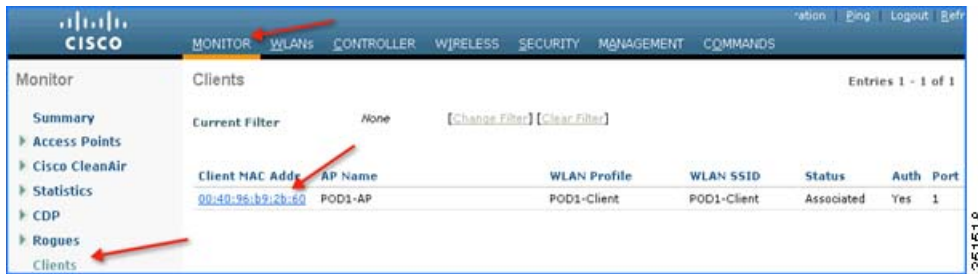 ration Ping Logout Refr
CISCO
MONITOR WLANs CONTROLLER WIRELESS SECURITY MANAGEMENT COMMANDS
Monitor
Clients
Entries 1 - 1 of 1
Summary
Access Points
Cisco CleanAir
Statistics
CDP
Rogues
Clients
Current Filter None [Change Filter] [Clear Filter]
Client MAC Addr AP Name WLAN Profile WLAN SSID Status Auth Port
00:40:96:b9:2b:60 POD1-AP POD1-Client POD1-Client Associated Yes 1